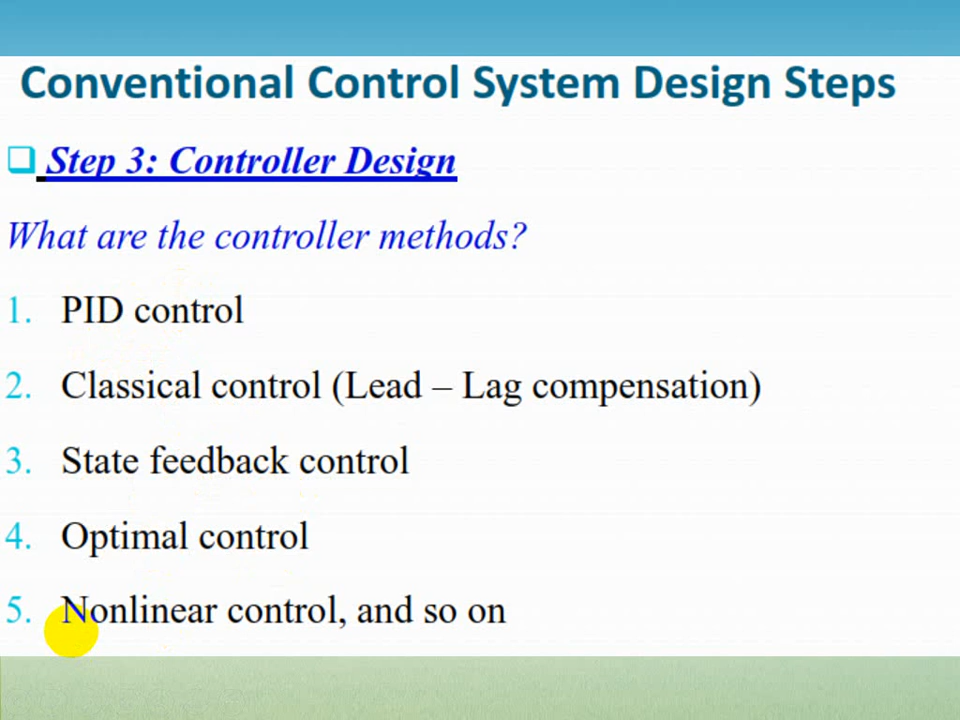 Conventional Control System Design Steps
Step 3: Controller Design
What are the controller methods?
1. PID control
2. Classical control (Lead – Lag compensation)
3. State feedback control
4. Optimal control
5. Nonlinear control, and so on